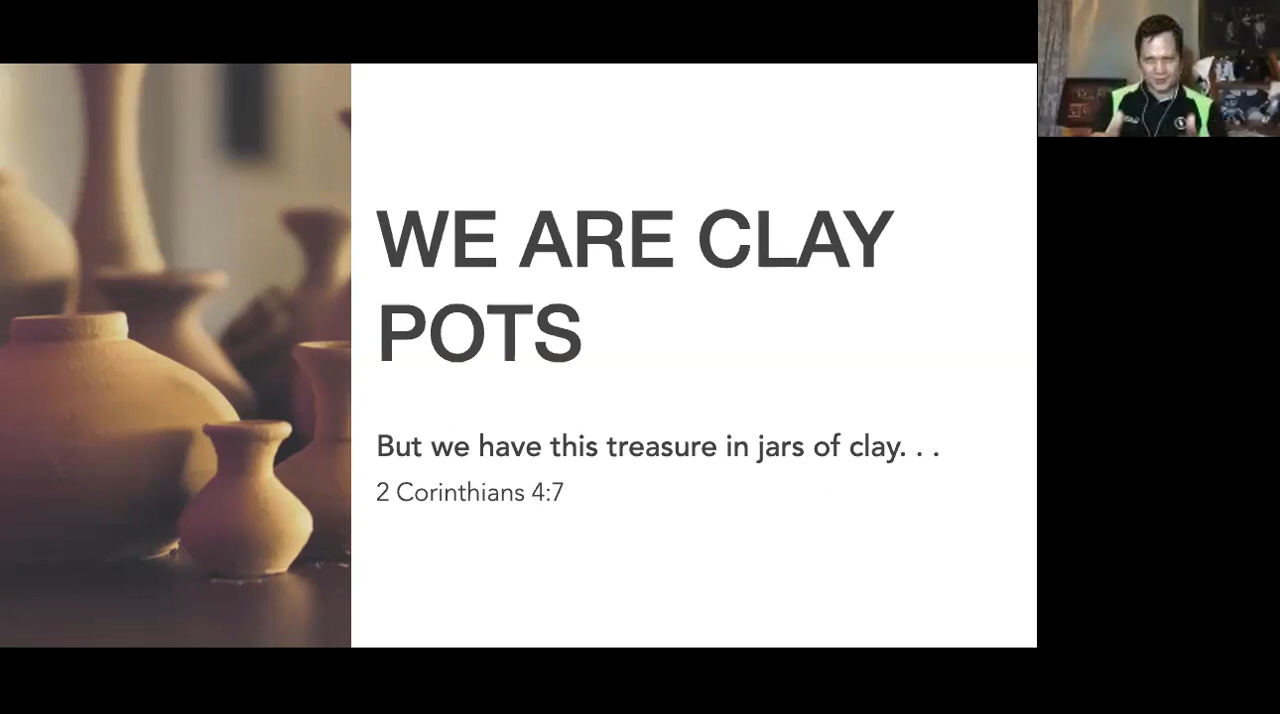 WE ARE CLAY
POTS
But we have this treasure in jars of clay. . .
2 Corinthians 4:7